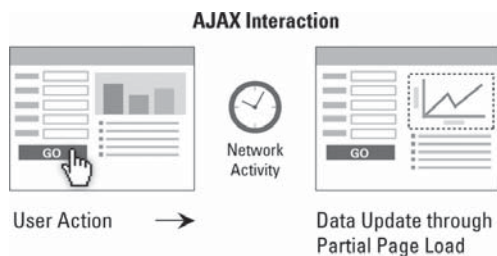 AJAX Interaction
GO
Network
Activity
GO
User Action
Data Update through
Partial Page Load